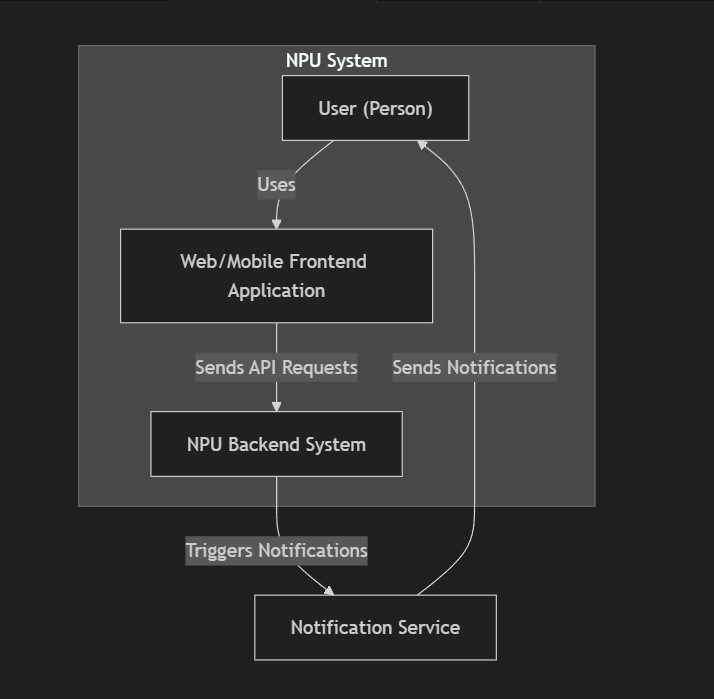 NPU System
User (Person)
Uses
Web/Mobile Frontend
Application
Sends API Requests
Sends Notifications
NPU Backend System
Triggers Notifications
Notification Service